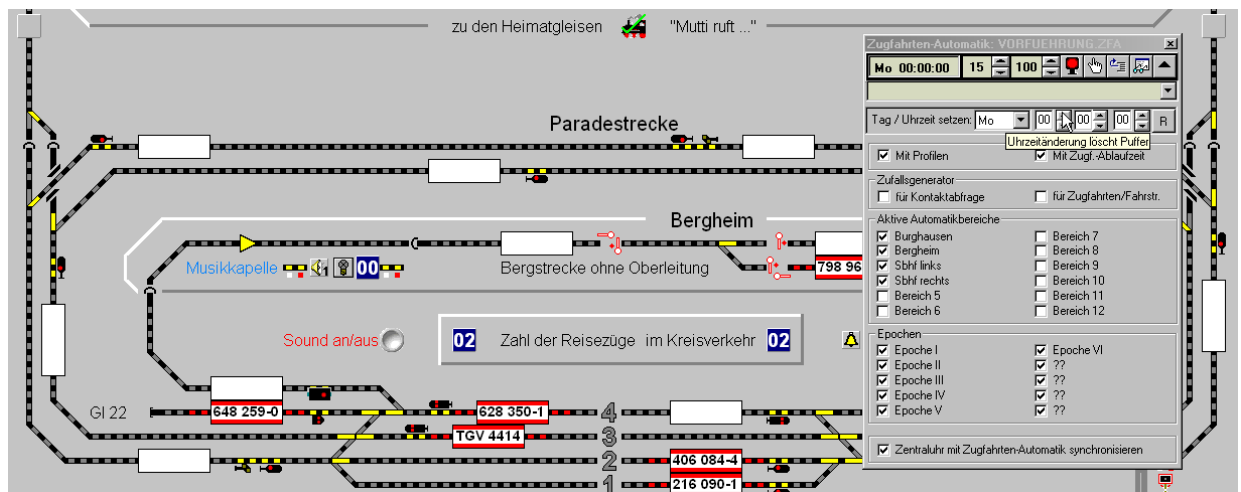 zu den Heimatgleisen "Mutti ruft ..."
Zugfahrten-Automatik: VORFUEHRUNG.ZFA
Mo 00:00:00 15 100
Tag / Uhrzeit setzen: Mo 00 00 00 R
Uhrzeitänderung löscht Puffer
Paradestrecke
Mit Profilen Mit Zugf.-Ablaufzeit
Zufallsgenerator
für Kontaktabfrage für Zugfahrten/Fahrstr.
Bergheim
Aktive Automatikbereiche
Burghausen Bereich 7
Bergheim Bereich 8
Sbhf links Bereich 9
Sbhf rechts Bereich 10
Bereich 5 Bereich 11
Bereich 6 Bereich 12
Musikkapelle 1 00 Bergstrecke ohne Oberleitung 798 96
Sound an/aus 02 Zahl der Reisezüge im Kreisverkehr 02
Epochen
Epoche I Epoche VI
Epoche II ??
Epoche III ??
Epoche IV ??
Epoche V ??
Gl 22 648 259-0 628 350-1 4
TGV 4414 3
2 406 084-4
1 216 090-1
Zentraluhr mit Zugfahrten-Automatik synchronisieren